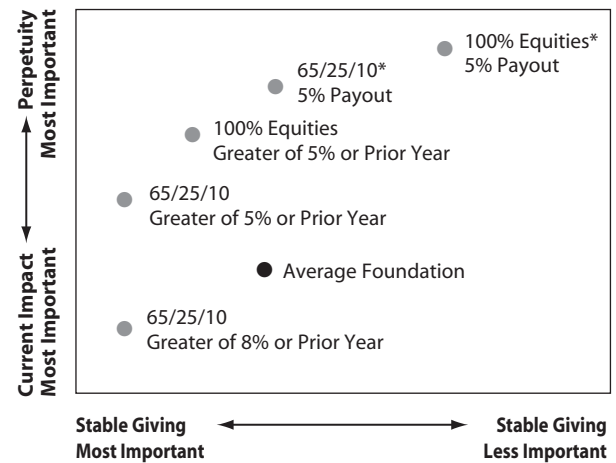 Perpetuity
Most Important
Current Impact
Most Important
100% Equities*
5% Payout
65/25/10*
5% Payout
100% Equities
Greater of 5% or Prior Year
65/25/10
Greater of 5% or Prior Year
Average Foundation
65/25/10
Greater of 8% or Prior Year
Stable Giving
Most Important
Stable Giving
Less Important